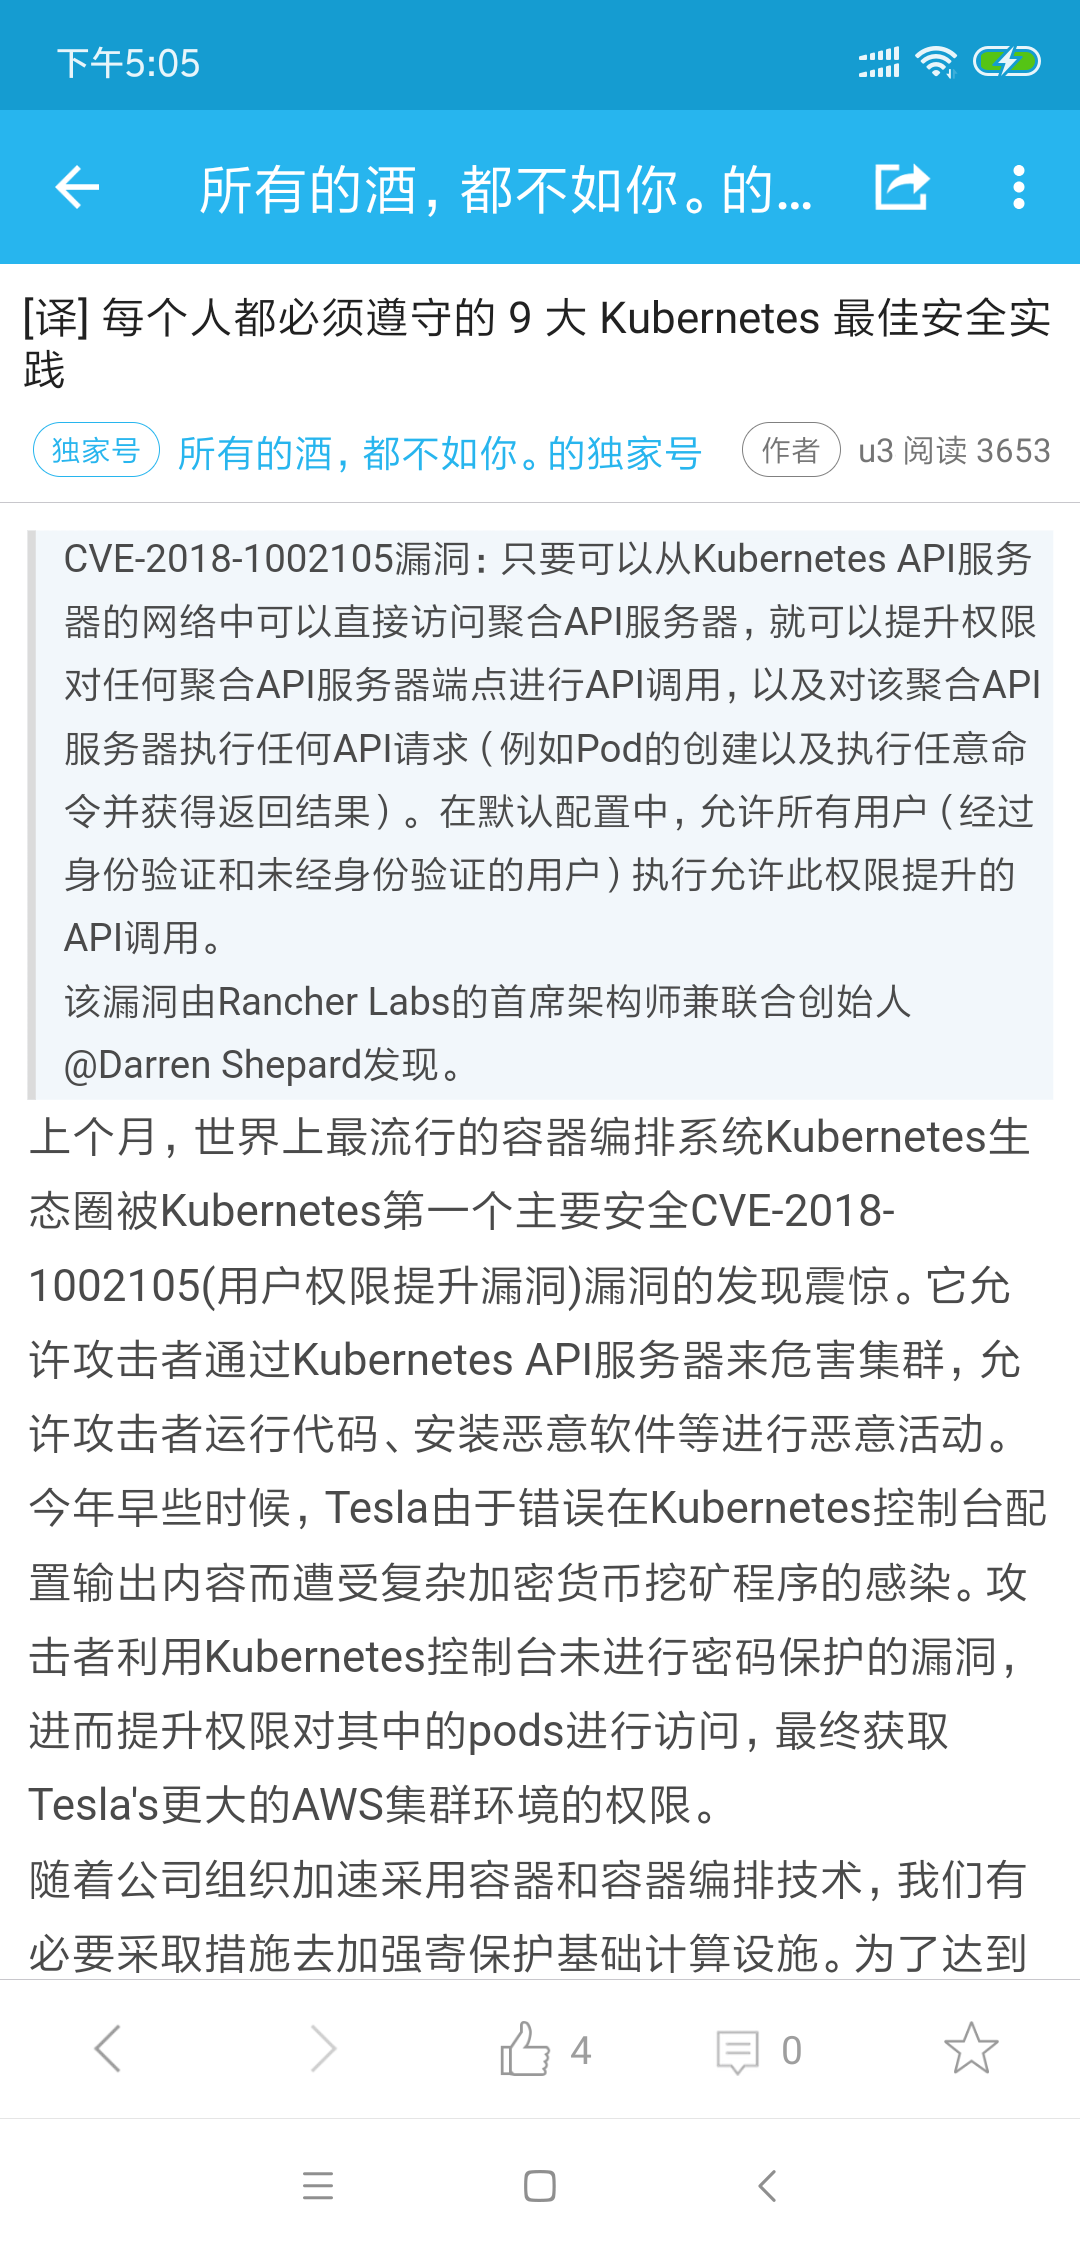 下午5:05
所有的酒，都不如你。的...
[译] 每个人都必须遵守的 9 大 Kubernetes 最佳安全实
践
独家号 所有的酒，都不如你。的独家号 作者 u3 阅读 3653
CVE-2018-1002105漏洞：只要可以从Kubernetes API服务
器的网络中可以直接访问聚合API服务器，就可以提升权限
对任何聚合API服务器端点进行API调用，以及对该聚合API
服务器执行任何API请求（例如Pod的创建以及执行任意命
令并获得返回结果）。在默认配置中，允许所有用户（经过
身份验证和未经身份验证的用户）执行允许此权限提升的
API调用。
该漏洞由Rancher Labs的首席架构师兼联合创始人
@Darren Shepard发现。
上个月，世界上最流行的容器编排系统Kubernetes生
态圈被Kubernetes第一个主要安全CVE-2018-
1002105(用户权限提升漏洞)漏洞的发现震惊。它允
许攻击者通过Kubernetes API服务器来危害集群，允
许攻击者运行代码、安装恶意软件等进行恶意活动。
今年早些时候，Tesla由于错误在Kubernetes控制台配
置输出内容而遭受复杂加密货币挖矿程序的感染。攻
击者利用Kubernetes控制台未进行密码保护的漏洞，
进而提升权限对其中的pods进行访问，最终获取
Tesla's更大的AWS集群环境的权限。
随着公司组织加速采用容器和容器编排技术，我们有
必要采取措施去加强寄保护基础计算设施。为了达到
4 0